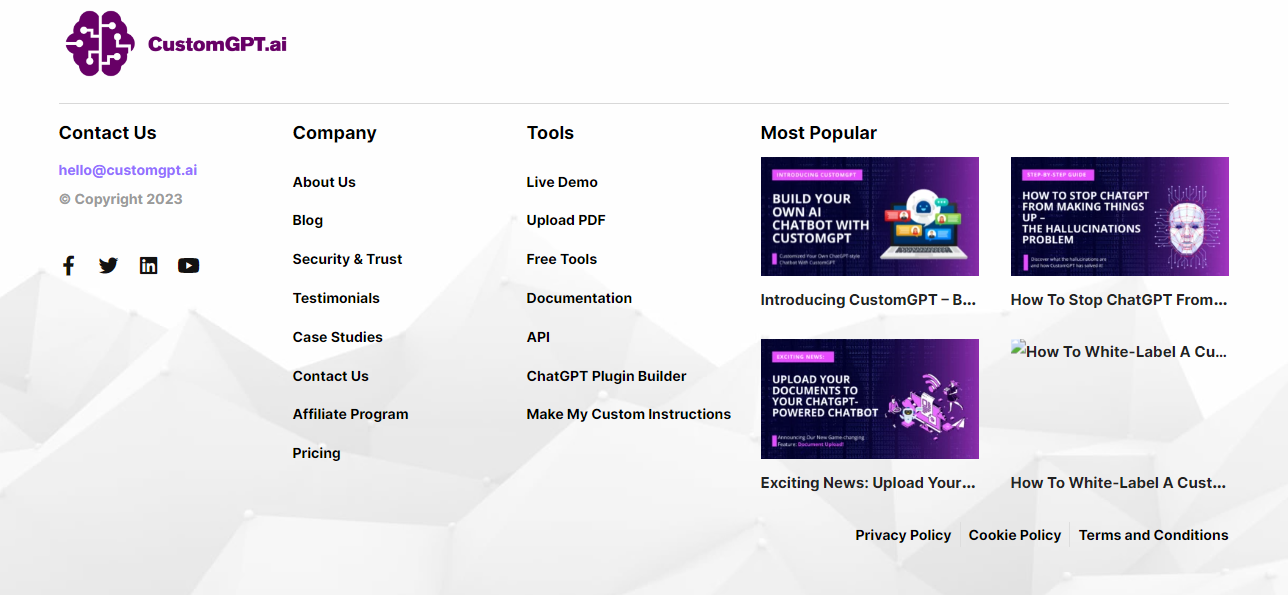 CustomGPT.ai
Contact Us
hello@customgpt.ai
© Copyright 2023
Company
About Us
Blog
Security & Trust
Testimonials
Case Studies
Contact Us
Affiliate Program
Pricing
Tools
Live Demo
Upload PDF
Free Tools
Documentation
API
ChatGPT Plugin Builder
Make My Custom Instructions
Most Popular
INTRODUCING CUSTOMGPT
BUILD YOUR
OWN AI
CHATBOT WITH
CUSTOMGPT
Customized Your Own ChatGPT-style
Chatbot With CustomGPT
Introducing CustomGPT – B...
STEP-BY-STEP GUIDE
HOW TO STOP CHATGPT
FROM MAKING THINGS
UP –
THE HALLUCINATIONS
PROBLEM
Discover what the hallucinations are
and how CustomGPT has solved it
How To Stop ChatGPT From...
EXCITING NEWS:
UPLOAD YOUR
DOCUMENTS TO
YOUR CHATGPT-
POWERED CHATBOT
Announcing Our New Game-changing
Feature: Document Upload!
Exciting News: Upload Your...
How To White-Label A Cu...
How To White-Label A Cust...
Privacy Policy
Cookie Policy
Terms and Conditions